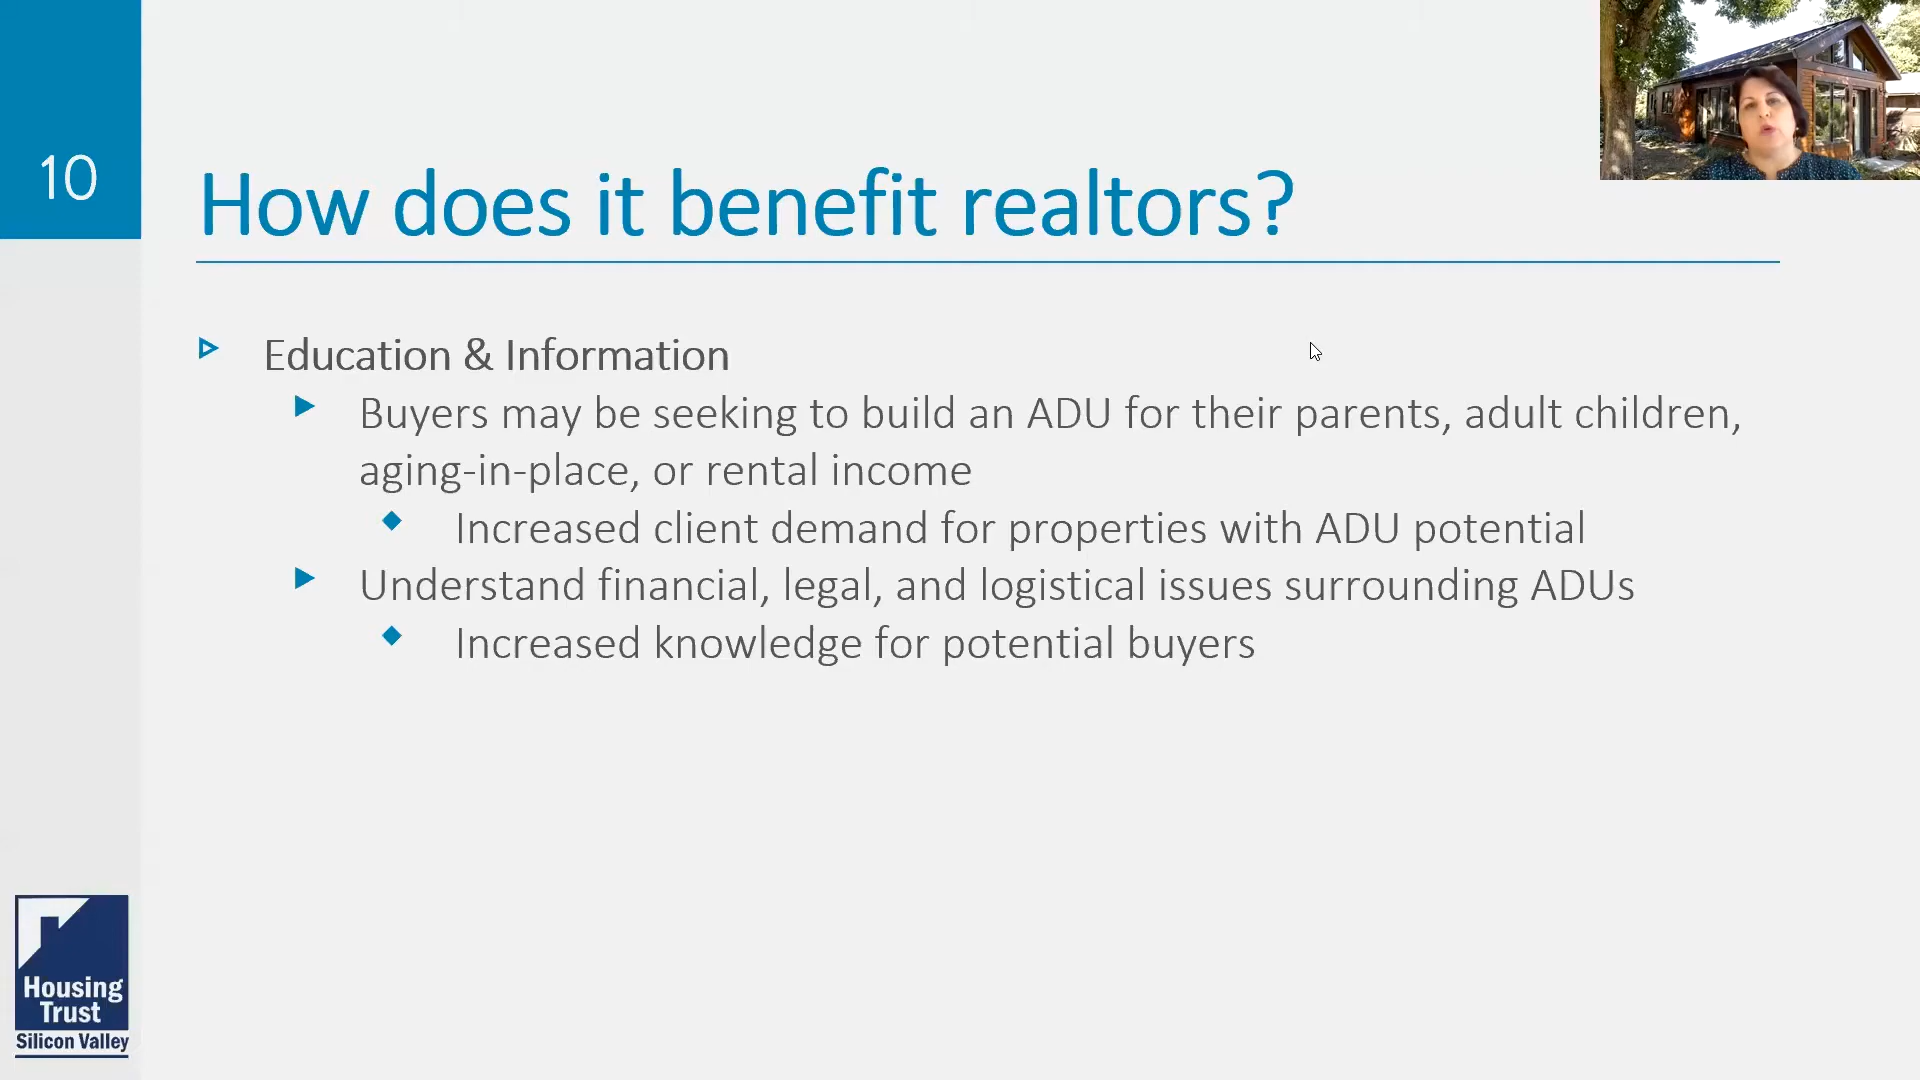 10
How does it benefit realtors?
Education & Information
Buyers may be seeking to build an ADU for their parents, adult children,
aging-in-place, or rental income
Increased client demand for properties with ADU potential
Understand financial, legal, and logistical issues surrounding ADUs
Increased knowledge for potential buyers
Housing
Trust
Silicon Valley